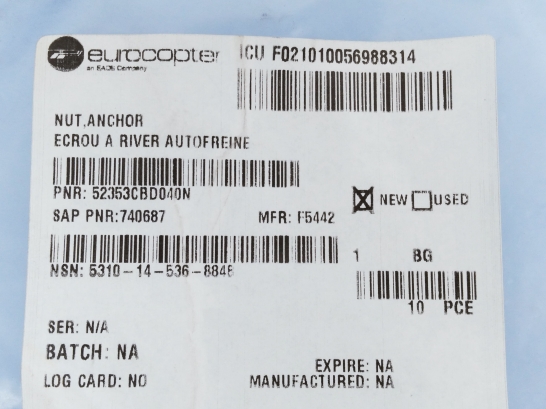 eurocopter
an EADS Company
ICU F021010056988314
NUT,ANCHOR
ECROU A RIVER AUTOFREINE
PNR: 52353CBD040N
NEW USED
SAP PNR:740687 MFR: F5442
1 BG
NSN: 5310-14-536-8848
10 PCE
SER: N/A
BATCH: NA
EXPIRE: NA
LOG CARD: NO MANUFACTURED: NA